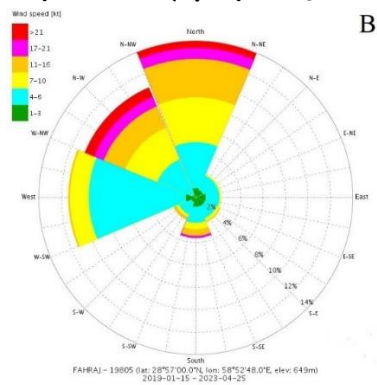 Wind speed [kt]
>21
17-21
11-16
7-10
4-6
1-3
B
North
N-NW
N-NE
N-W
N-E
W-NW
E-NE
West
East
2%
4%
6%
8%
10%
12%
14%
W-SW
E-SE
S-W
S-E
S-SW
S-SE
South
FAHRAJ - 19805 (lat: 28°57'00.0"N, lon: 58°52'48.0"E, elev: 649m)
2019-01-15 - 2023-04-25